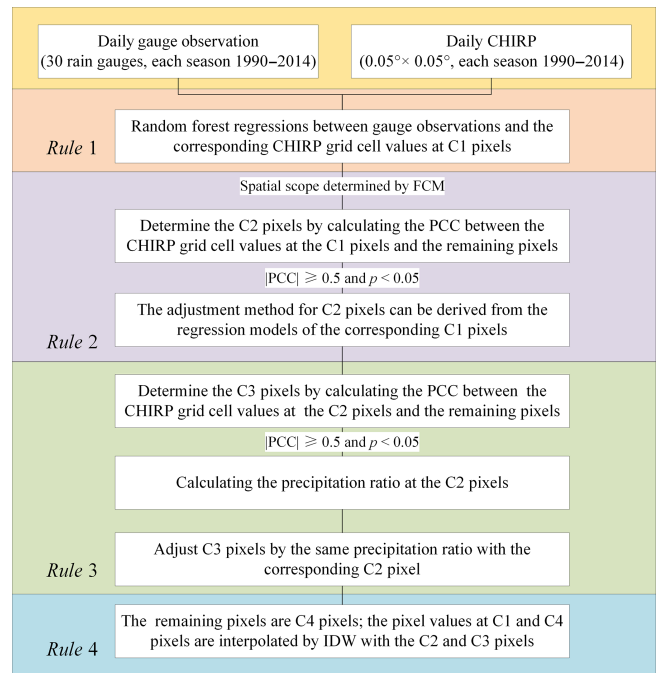 Daily gauge observation
(30 rain gauges, each season 1990–2014)
Daily CHIRP
(0.05°× 0.05°, each season 1990–2014)
Rule 1
Random forest regressions between gauge observations and the
corresponding CHIRP grid cell values at C1 pixels
Spatial scope determined by FCM
Determine the C2 pixels by calculating the PCC between the
CHIRP grid cell values at the C1 pixels and the remaining pixels
|PCC| ≥ 0.5 and p < 0.05
The adjustment method for C2 pixels can be derived from the
regression models of the corresponding C1 pixels
Rule 2
Determine the C3 pixels by calculating the PCC between the
CHIRP grid cell values at the C2 pixels and the remaining pixels
|PCC| ≥ 0.5 and p < 0.05
Calculating the precipitation ratio at the C2 pixels
Adjust C3 pixels by the same precipitation ratio with the
corresponding C2 pixel
Rule 3
The remaining pixels are C4 pixels; the pixel values at C1 and C4
pixels are interpolated by IDW with the C2 and C3 pixels
Rule 4